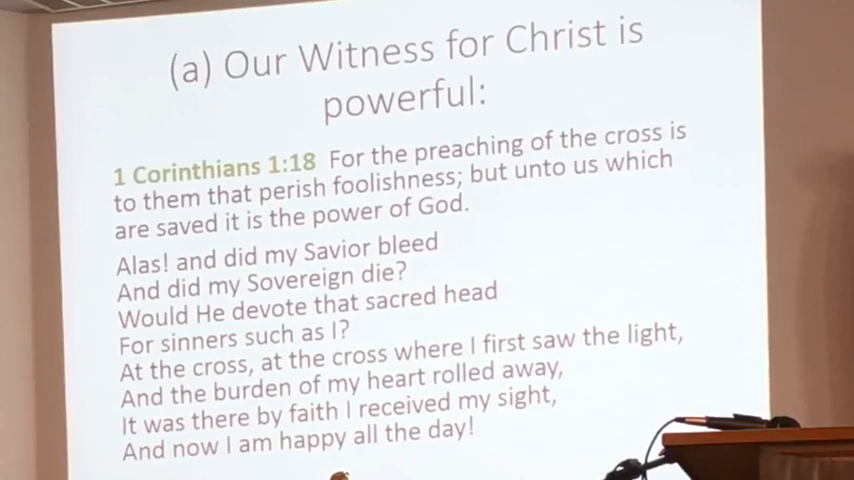 (a) Our Witness for Christ is
powerful:
1 Corinthians 1:18 For the preaching of the cross is
to them that perish foolishness; but unto us which
are saved it is the power of God.
Alas! and did my Savior bleed
And did my Sovereign die?
Would He devote that sacred head
For sinners such as I?
At the cross, at the cross where I first saw the light,
And the burden of my heart rolled away,
It was there by faith I received my sight,
And now I am happy all the day!